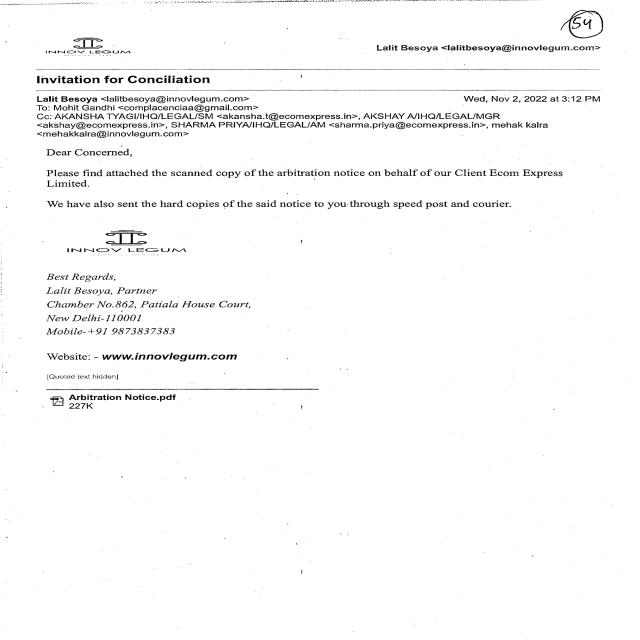 54
INNOV LEGUM
Lalit Besoya <lalitbesoya@innovlegum.com>
Invitation for Conciliation
Lalit Besoya <lalitbesoya@innovlegum.com>
Wed, Nov 2, 2022 at 3:12 PM
To: Mohit Gandhi <complacenciaa@gmail.com>
Cc: AKANSHA TYAGI/IHQ/LEGAL/SM <akansha.t@ecomexpress.in>, AKSHAY A/IHQ/LEGAL/MGR
<akshay@ecomexpress.in>, SHARMA PRIYA/IHQ/LEGAL/AM <sharma.priya@ecomexpress.in>, mehak kalra
<mehakkalra@innovlegum.com>
Dear Concerned,
Please find attached the scanned copy of the arbitration notice on behalf of our Client Ecom Express
Limited.
We have also sent the hard copies of the said notice to you through speed post and courier.
INNOV LEGUM
Best Regards,
Lalit Besoya, Partner
Chamber No.862, Patiala House Court,
New Delhi-110001
Mobile-+91 9873837383
Website: - www.innovlegum.com
[Quoted text hidden]
Arbitration Notice.pdf
227K